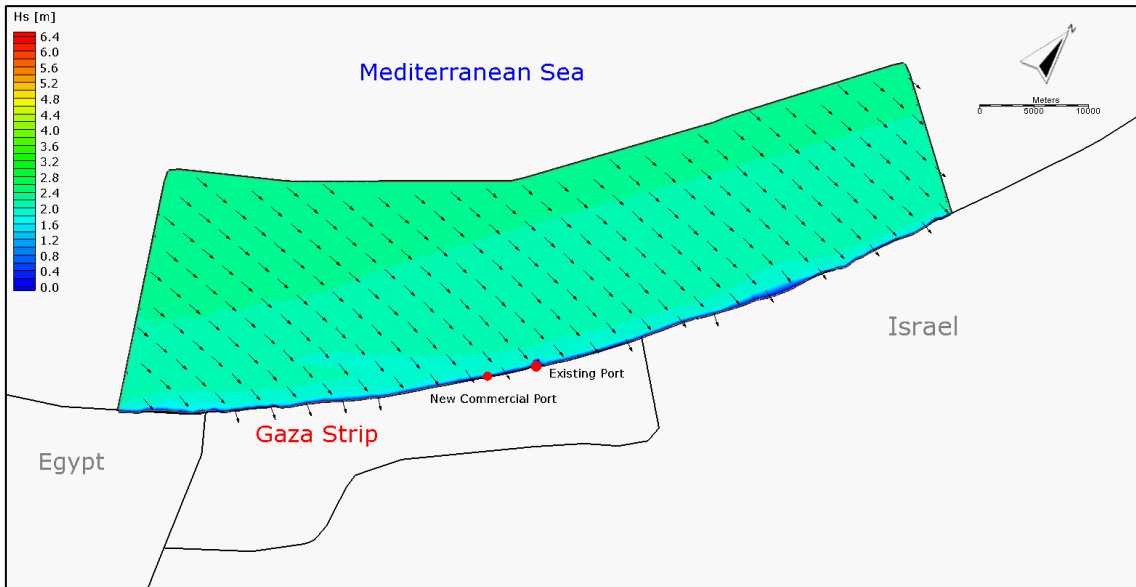 Hs [m]
6.4
6.0
5.6
5.2
4.8
4.4
4.0
3.6
3.2
2.8
2.4
2.0
1.6
1.2
0.8
0.4
0.0
Mediterranean Sea
N
Meters
0 5000 10000
Israel
Existing Port
New Commercial Port
Gaza Strip
Egypt